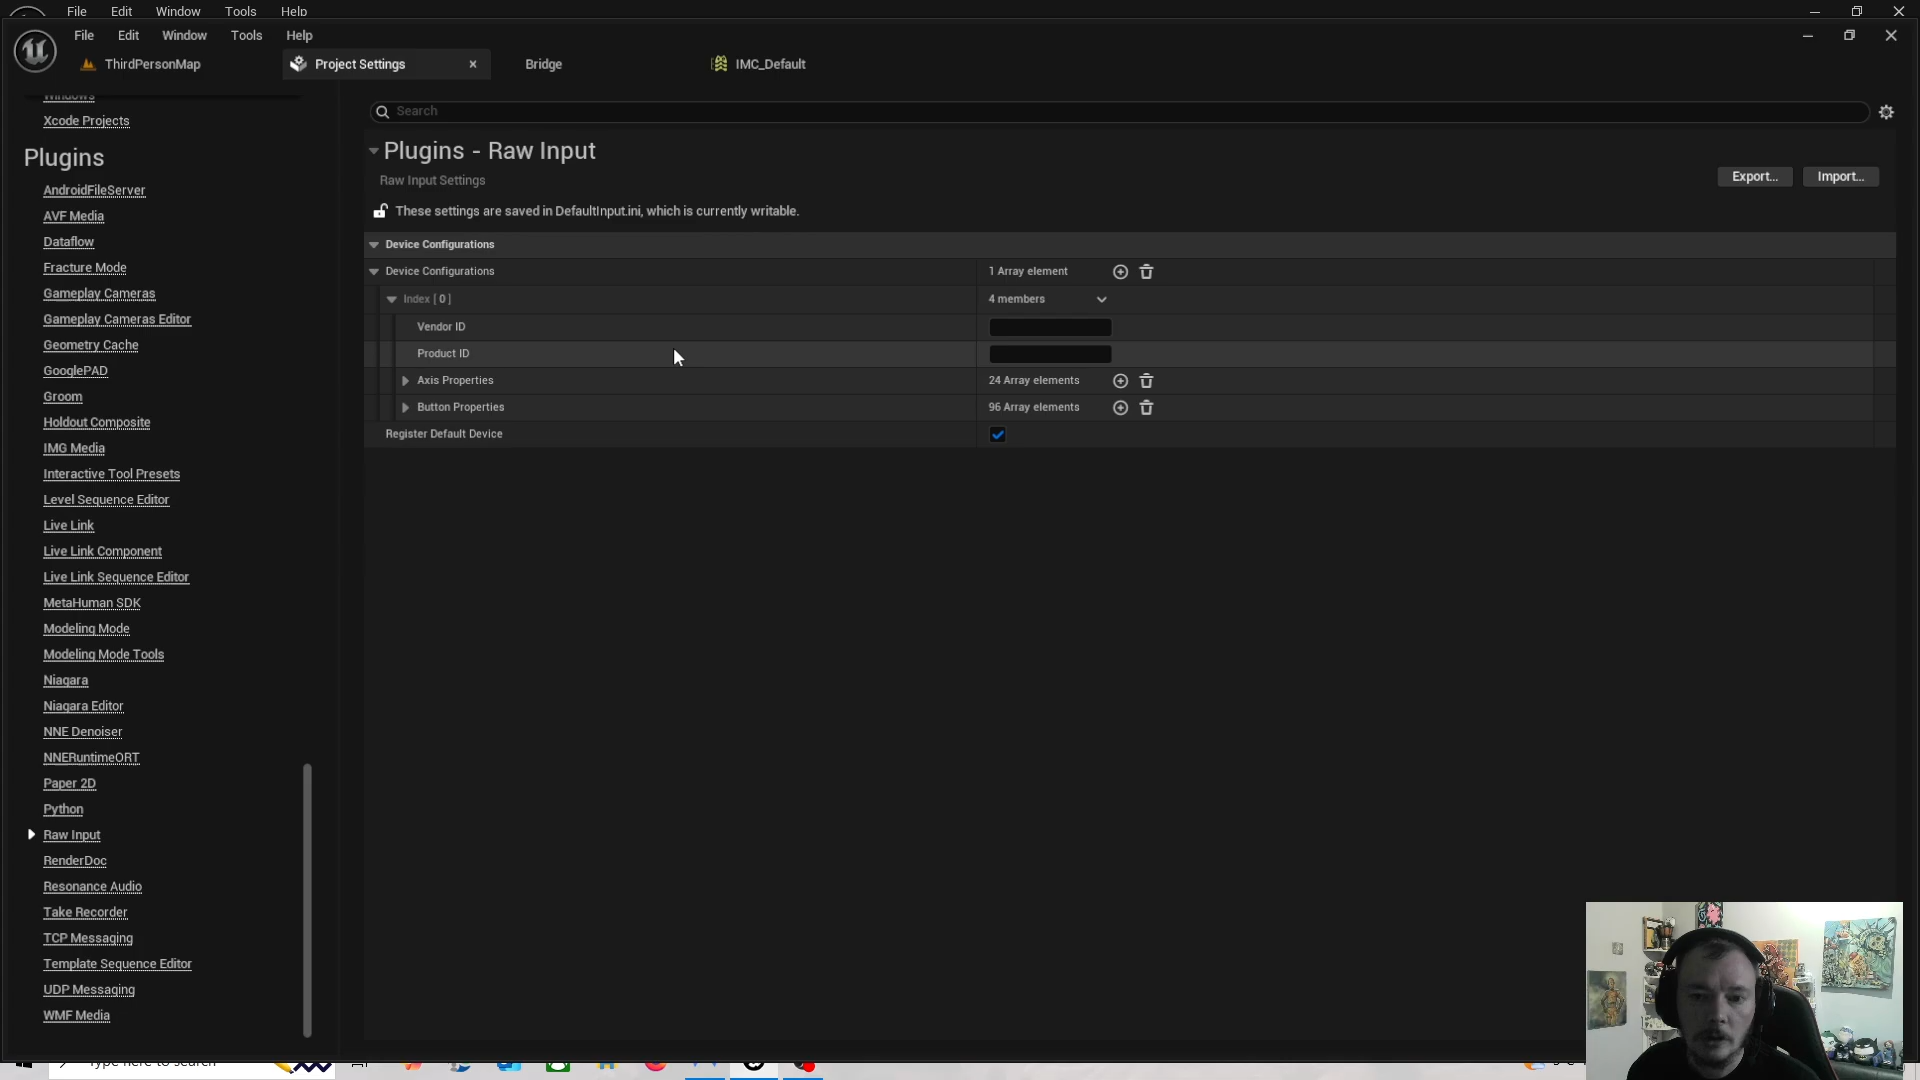 File Edit Window Tools Help
File Edit Window Tools Help
ThirdPersonMap Project Settings Bridge IMC_Default
Windows
Xcode Projects
Plugins
AndroidFileServer
AVF Media
Dataflow
Fracture Mode
Gameplay Cameras
Gameplay Cameras Editor
Geometry Cache
GooglePAD
Groom
Holdout Composite
IMG Media
Interactive Tool Presets
Level Sequence Editor
Live Link
Live Link Component
Live Link Sequence Editor
MetaHuman SDK
Modeling Mode
Modeling Mode Tools
Niagara
Niagara Editor
NNE Denoiser
NNERuntimeORT
Paper 2D
Python
Raw Input
RenderDoc
Resonance Audio
Take Recorder
TCP Messaging
Template Sequence Editor
UDP Messaging
WMF Media
Search
Plugins - Raw Input
Raw Input Settings
Export... Import...
These settings are saved in DefaultInput.ini, which is currently writable.
Device Configurations
Device Configurations 1 Array element
Index [ 0 ] 4 members
Vendor ID
Product ID
Axis Properties 24 Array elements
Button Properties 96 Array elements
Register Default Device
Type here to search